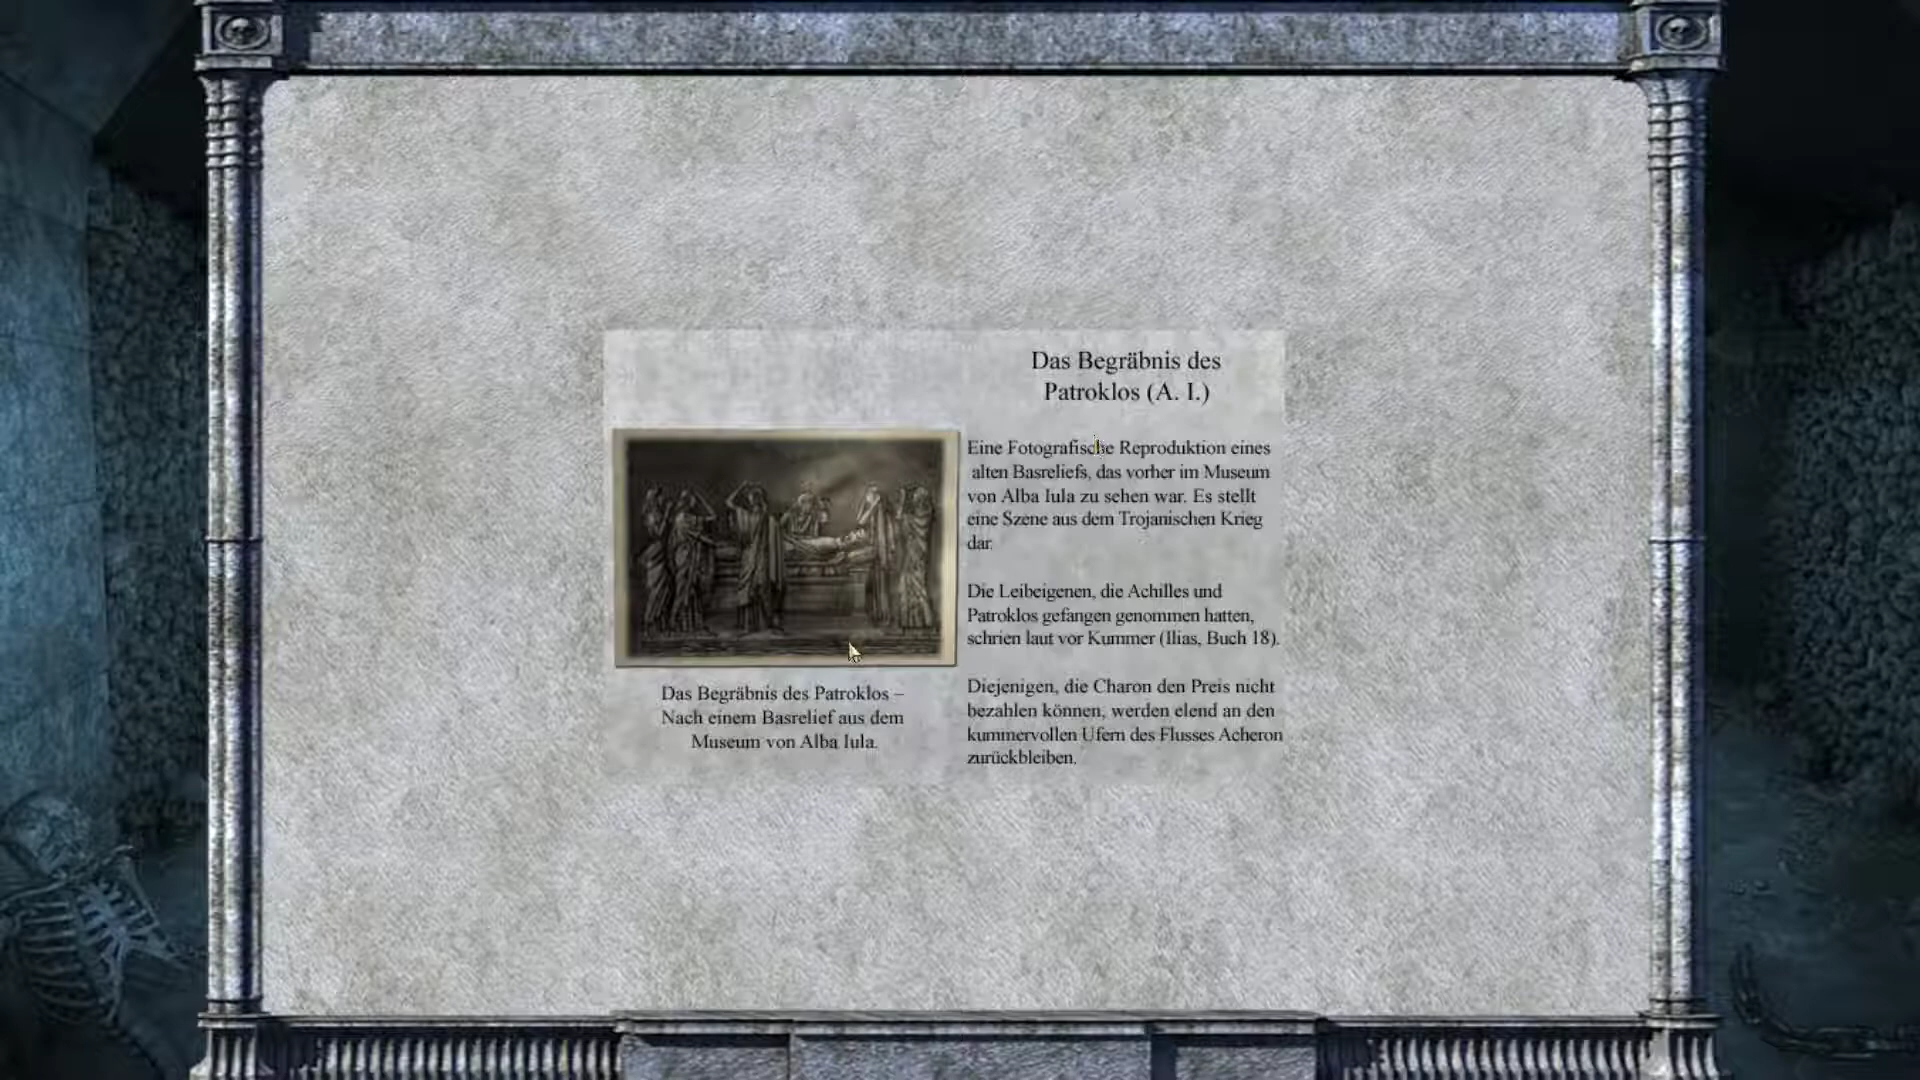 Das Begräbnis des
Patroklos (A. I.)
Eine Fotografische Reproduktion eines
alten Basreliefs, das vorher im Museum
von Alba Iula zu sehen war. Es stellt
eine Szene aus dem Trojanischen Krieg
dar.
Die Leibeigenen, die Achilles und
Patroklos gefangen genommen hatten,
schrien laut vor Kummer (Ilias, Buch 18).
Diejenigen, die Charon den Preis nicht
bezahlen können, werden elend an den
kummervollen Ufern des Flusses Acheron
zurückbleiben.
Das Begräbnis des Patroklos –
Nach einem Basrelief aus dem
Museum von Alba Iula.